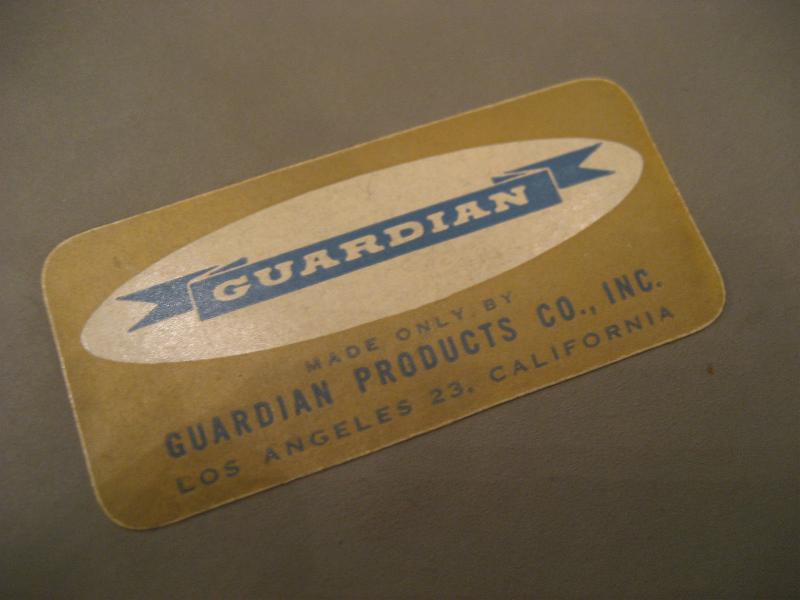 GUARDIAN
MADE ONLY BY
GUARDIAN PRODUCTS CO., INC.
LOS ANGELES 23, CALIFORNIA